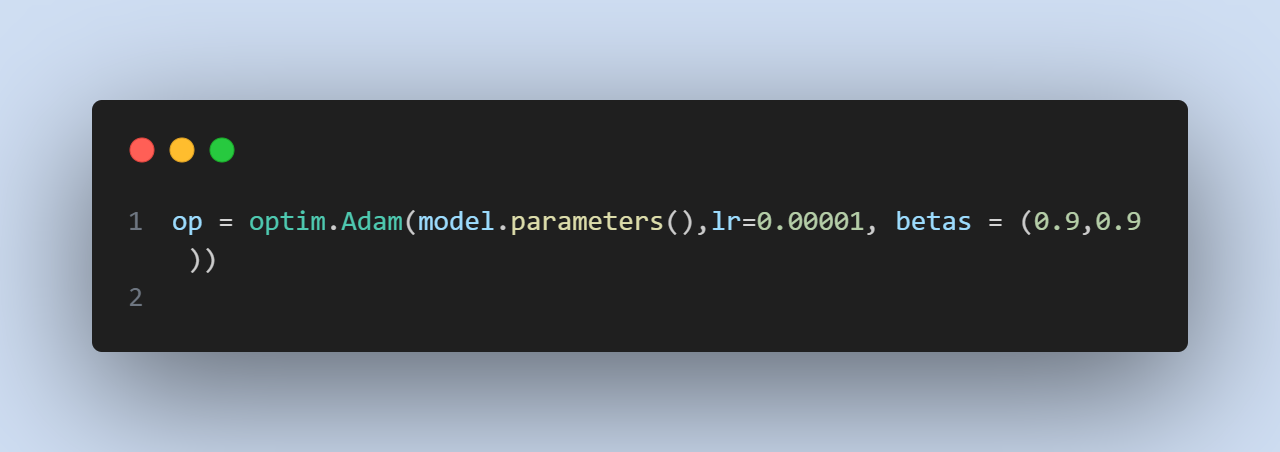 1 op = optim.Adam(model.parameters(),lr=0.00001, betas = (0.9,0.9
))
2